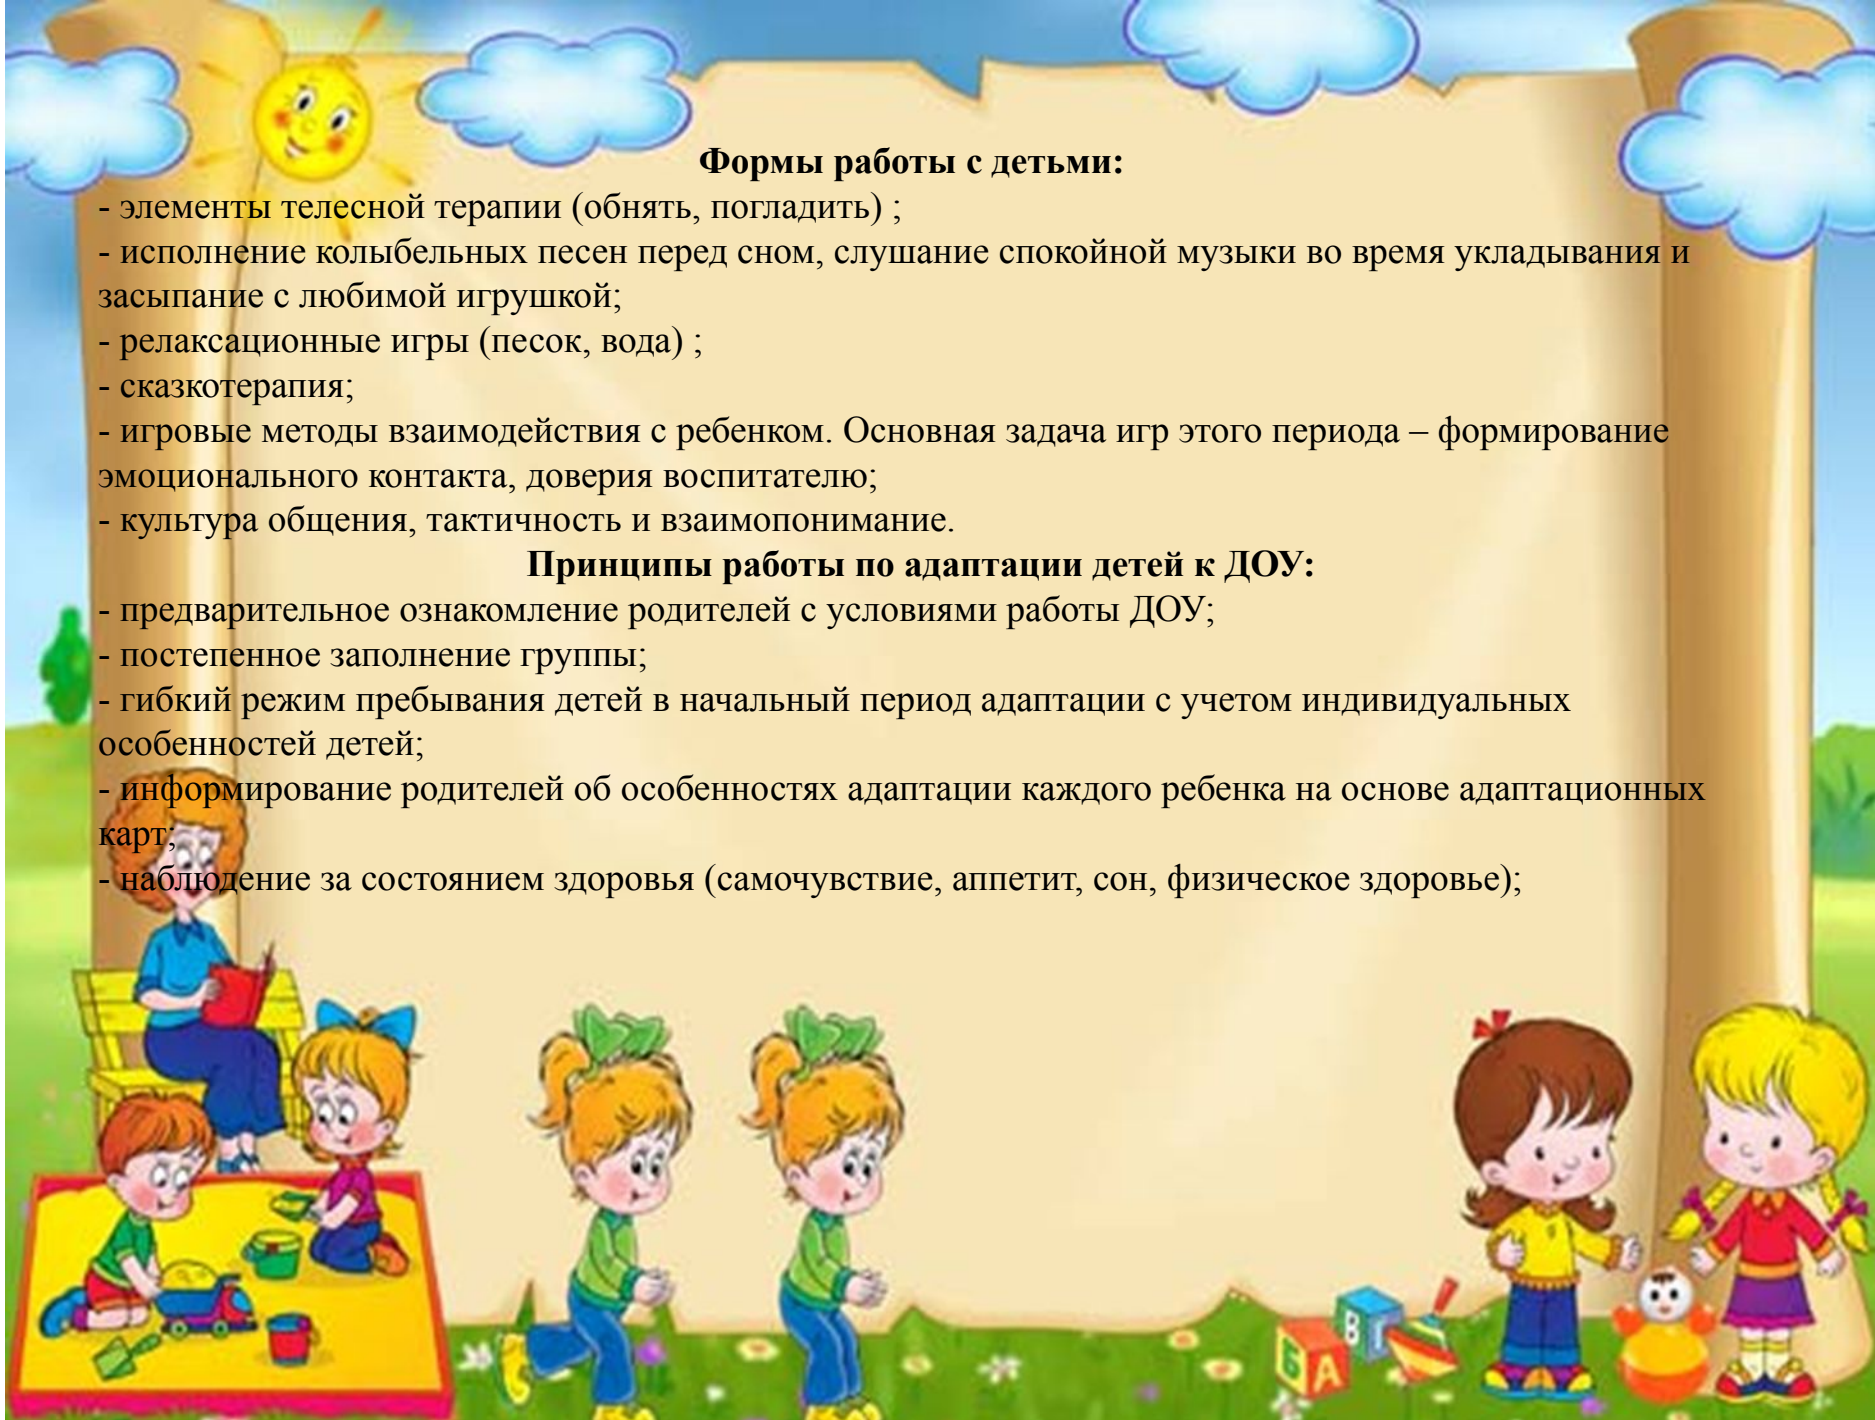 Формы работы с детьми:
- элементы телесной терапии (обнять, погладить) ;
- исполнение колыбельных песен перед сном, слушание спокойной музыки во время укладывания и
засыпание с любимой игрушкой;
- релаксационные игры (песок, вода) ;
- сказкотерапия;
- игровые методы взаимодействия с ребенком. Основная задача игр этого периода – формирование
эмоционального контакта, доверия воспитателю;
- культура общения, тактичность и взаимопонимание.
Принципы работы по адаптации детей к ДОУ:
- предварительное ознакомление родителей с условиями работы ДОУ;
- постепенное заполнение группы;
- гибкий режим пребывания детей в начальный период адаптации с учетом индивидуальных
особенностей детей;
- информирование родителей об особенностях адаптации каждого ребенка на основе адаптационных
карт;
- наблюдение за состоянием здоровья (самочувствие, аппетит, сон, физическое здоровье);
В Г
Б А